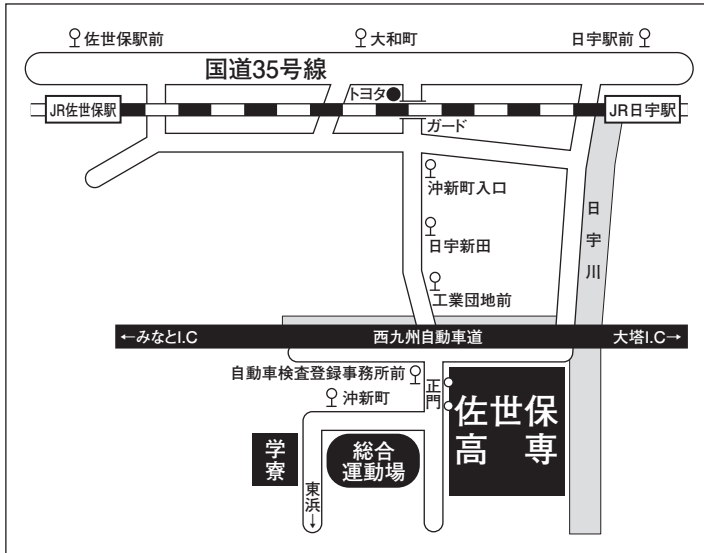 佐世保駅前
大和町
日宇駅前
国道35号線
トヨタ
JR佐世保駅
JR日宇駅
ガード
沖新町入口
日宇川
日宇新田
工業団地前
←みなとI.C
西九州自動車道
大塔I.C→
自動車検査登録事務所前
正門
沖新町
佐世保
高専
学寮
総合
運動場
東浜→